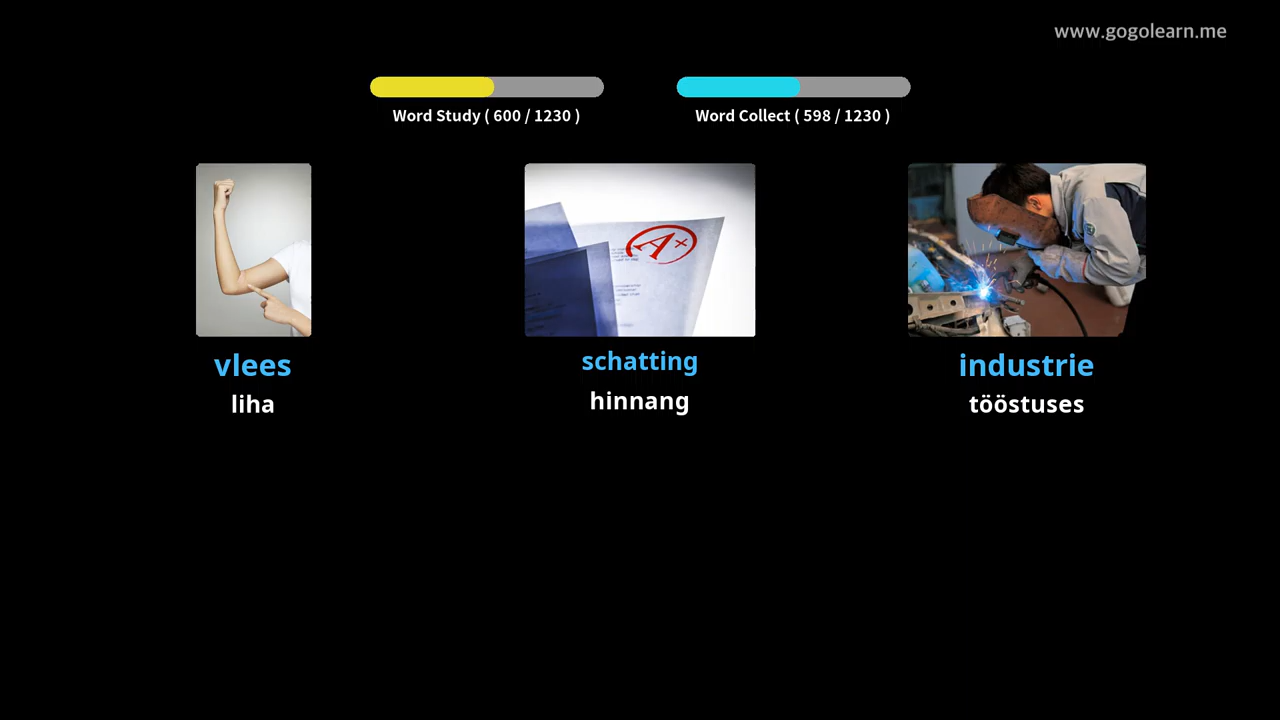 www.gogolearn.me
Word Study ( 600 / 1230 )
Word Collect ( 598 / 1230 )
A+
vlees
schatting
industrie
liha
hinnang
tööstuses